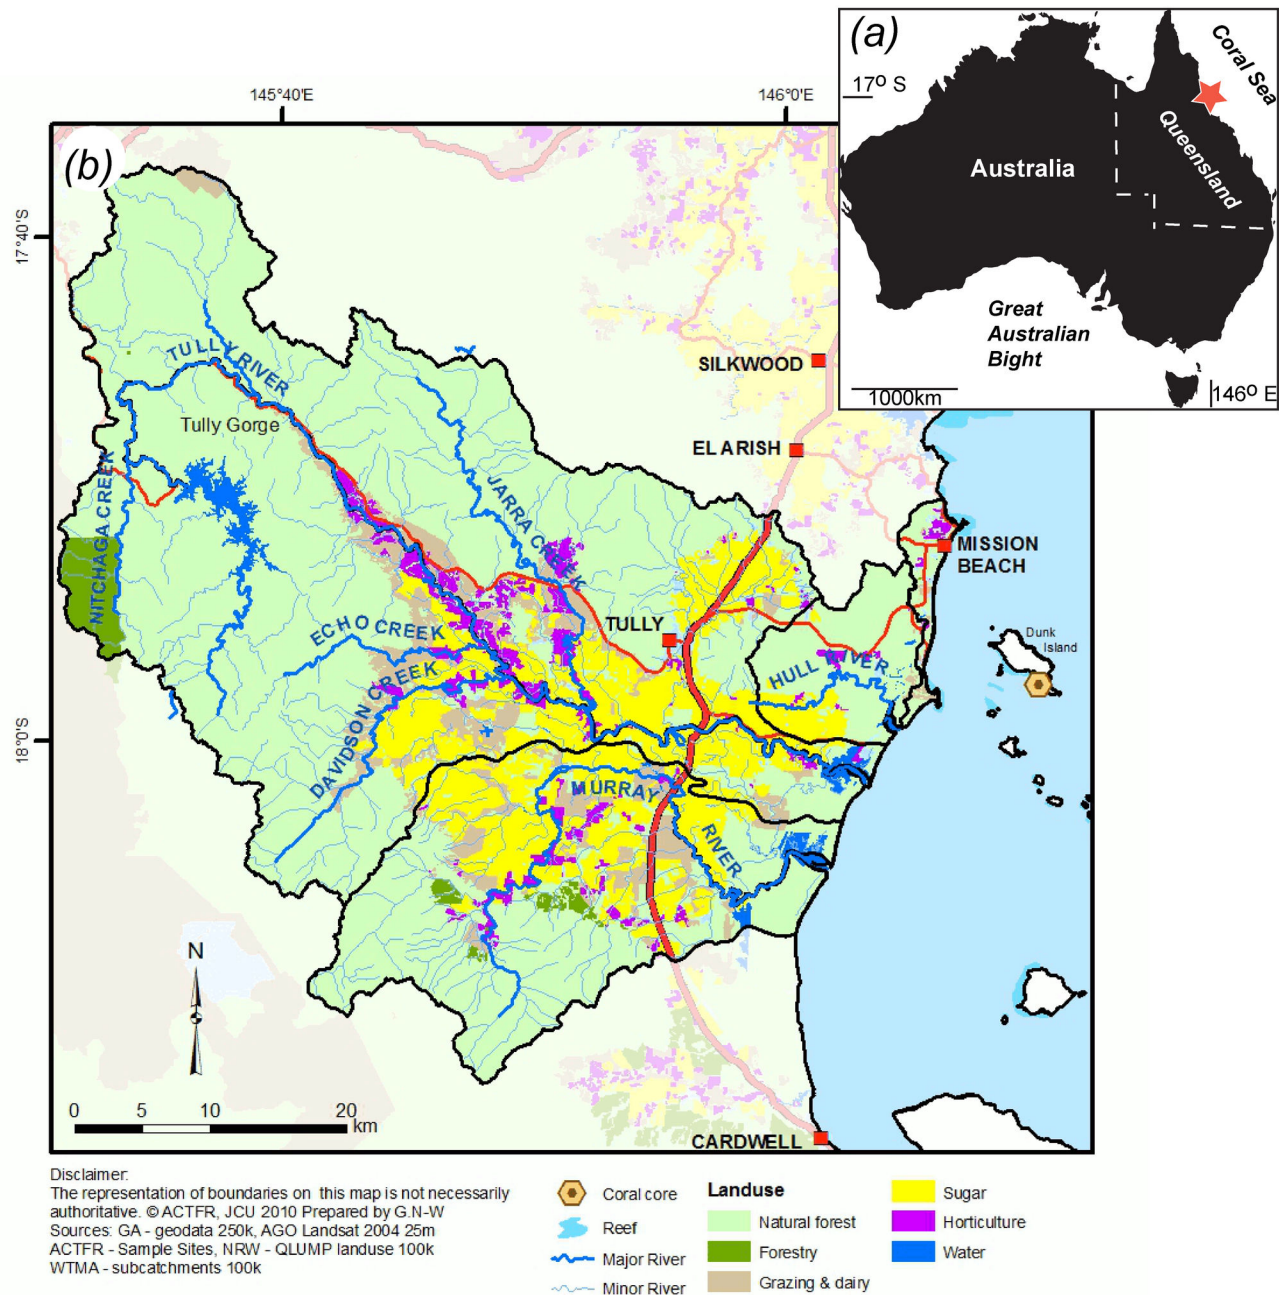 (a)
Coral Sea
17º S
Queensland
Australia
Great
Australian
Bight
1000km
146º E
145°40'E
146°0'E
(b)
17°40'S
18°0'S
TULLY RIVER
Tully Gorge
NITCHAGA CREEK
JARRA CREEK
ECHO CREEK
DAVIDSON CREEK
SILKWOOD
EL ARISH
MISSION
BEACH
TULLY
HULL RIVER
Dunk
Island
MURRAY
RIVER
CARDWELL
N
0 5 10 20
km
Disclaimer:
The representation of boundaries on this map is not necessarily
authoritative. © ACTFR, JCU 2010 Prepared by G.N-W
Sources: GA - geodata 250k, AGO Landsat 2004 25m
ACTFR - Sample Sites, NRW - QLUMP landuse 100k
WTMA - subcatchments 100k
Coral core
Reef
Major River
Minor River
Landuse
Natural forest
Forestry
Grazing & dairy
Sugar
Horticulture
Water